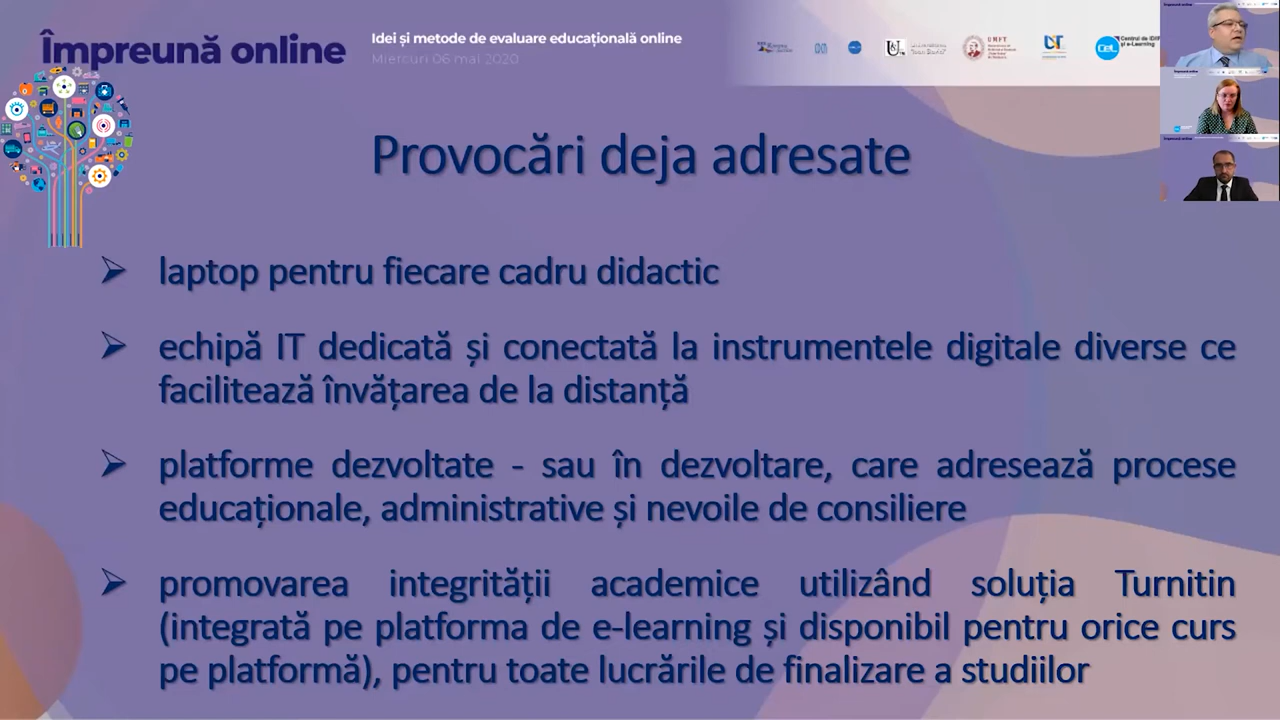 Împreună online
Idei și metode de evaluare educațională online
Miercuri 06 mai 2020
Provocări deja adresate
laptop pentru fiecare cadru didactic
echipă IT dedicată și conectată la instrumentele digitale diverse ce
facilitează învățarea de la distanță
platforme dezvoltate - sau în dezvoltare, care adresează procese
educaționale, administrative și nevoile de consiliere
promovarea integrității academice utilizând soluția Turnitin
(integrată pe platforma de e-learning și disponibil pentru orice curs
pe platformă), pentru toate lucrările de finalizare a studiilor